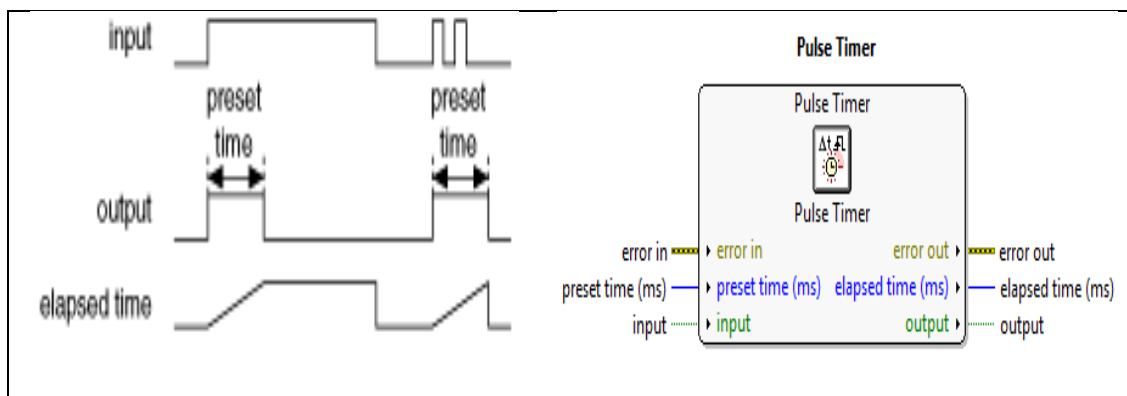 input
preset
time
preset
time
output
elapsed time
Pulse Timer
Pulse Timer
Δt
Pulse Timer
error in error in error out error out
preset time (ms) preset time (ms) elapsed time (ms) elapsed time (ms)
input input output output